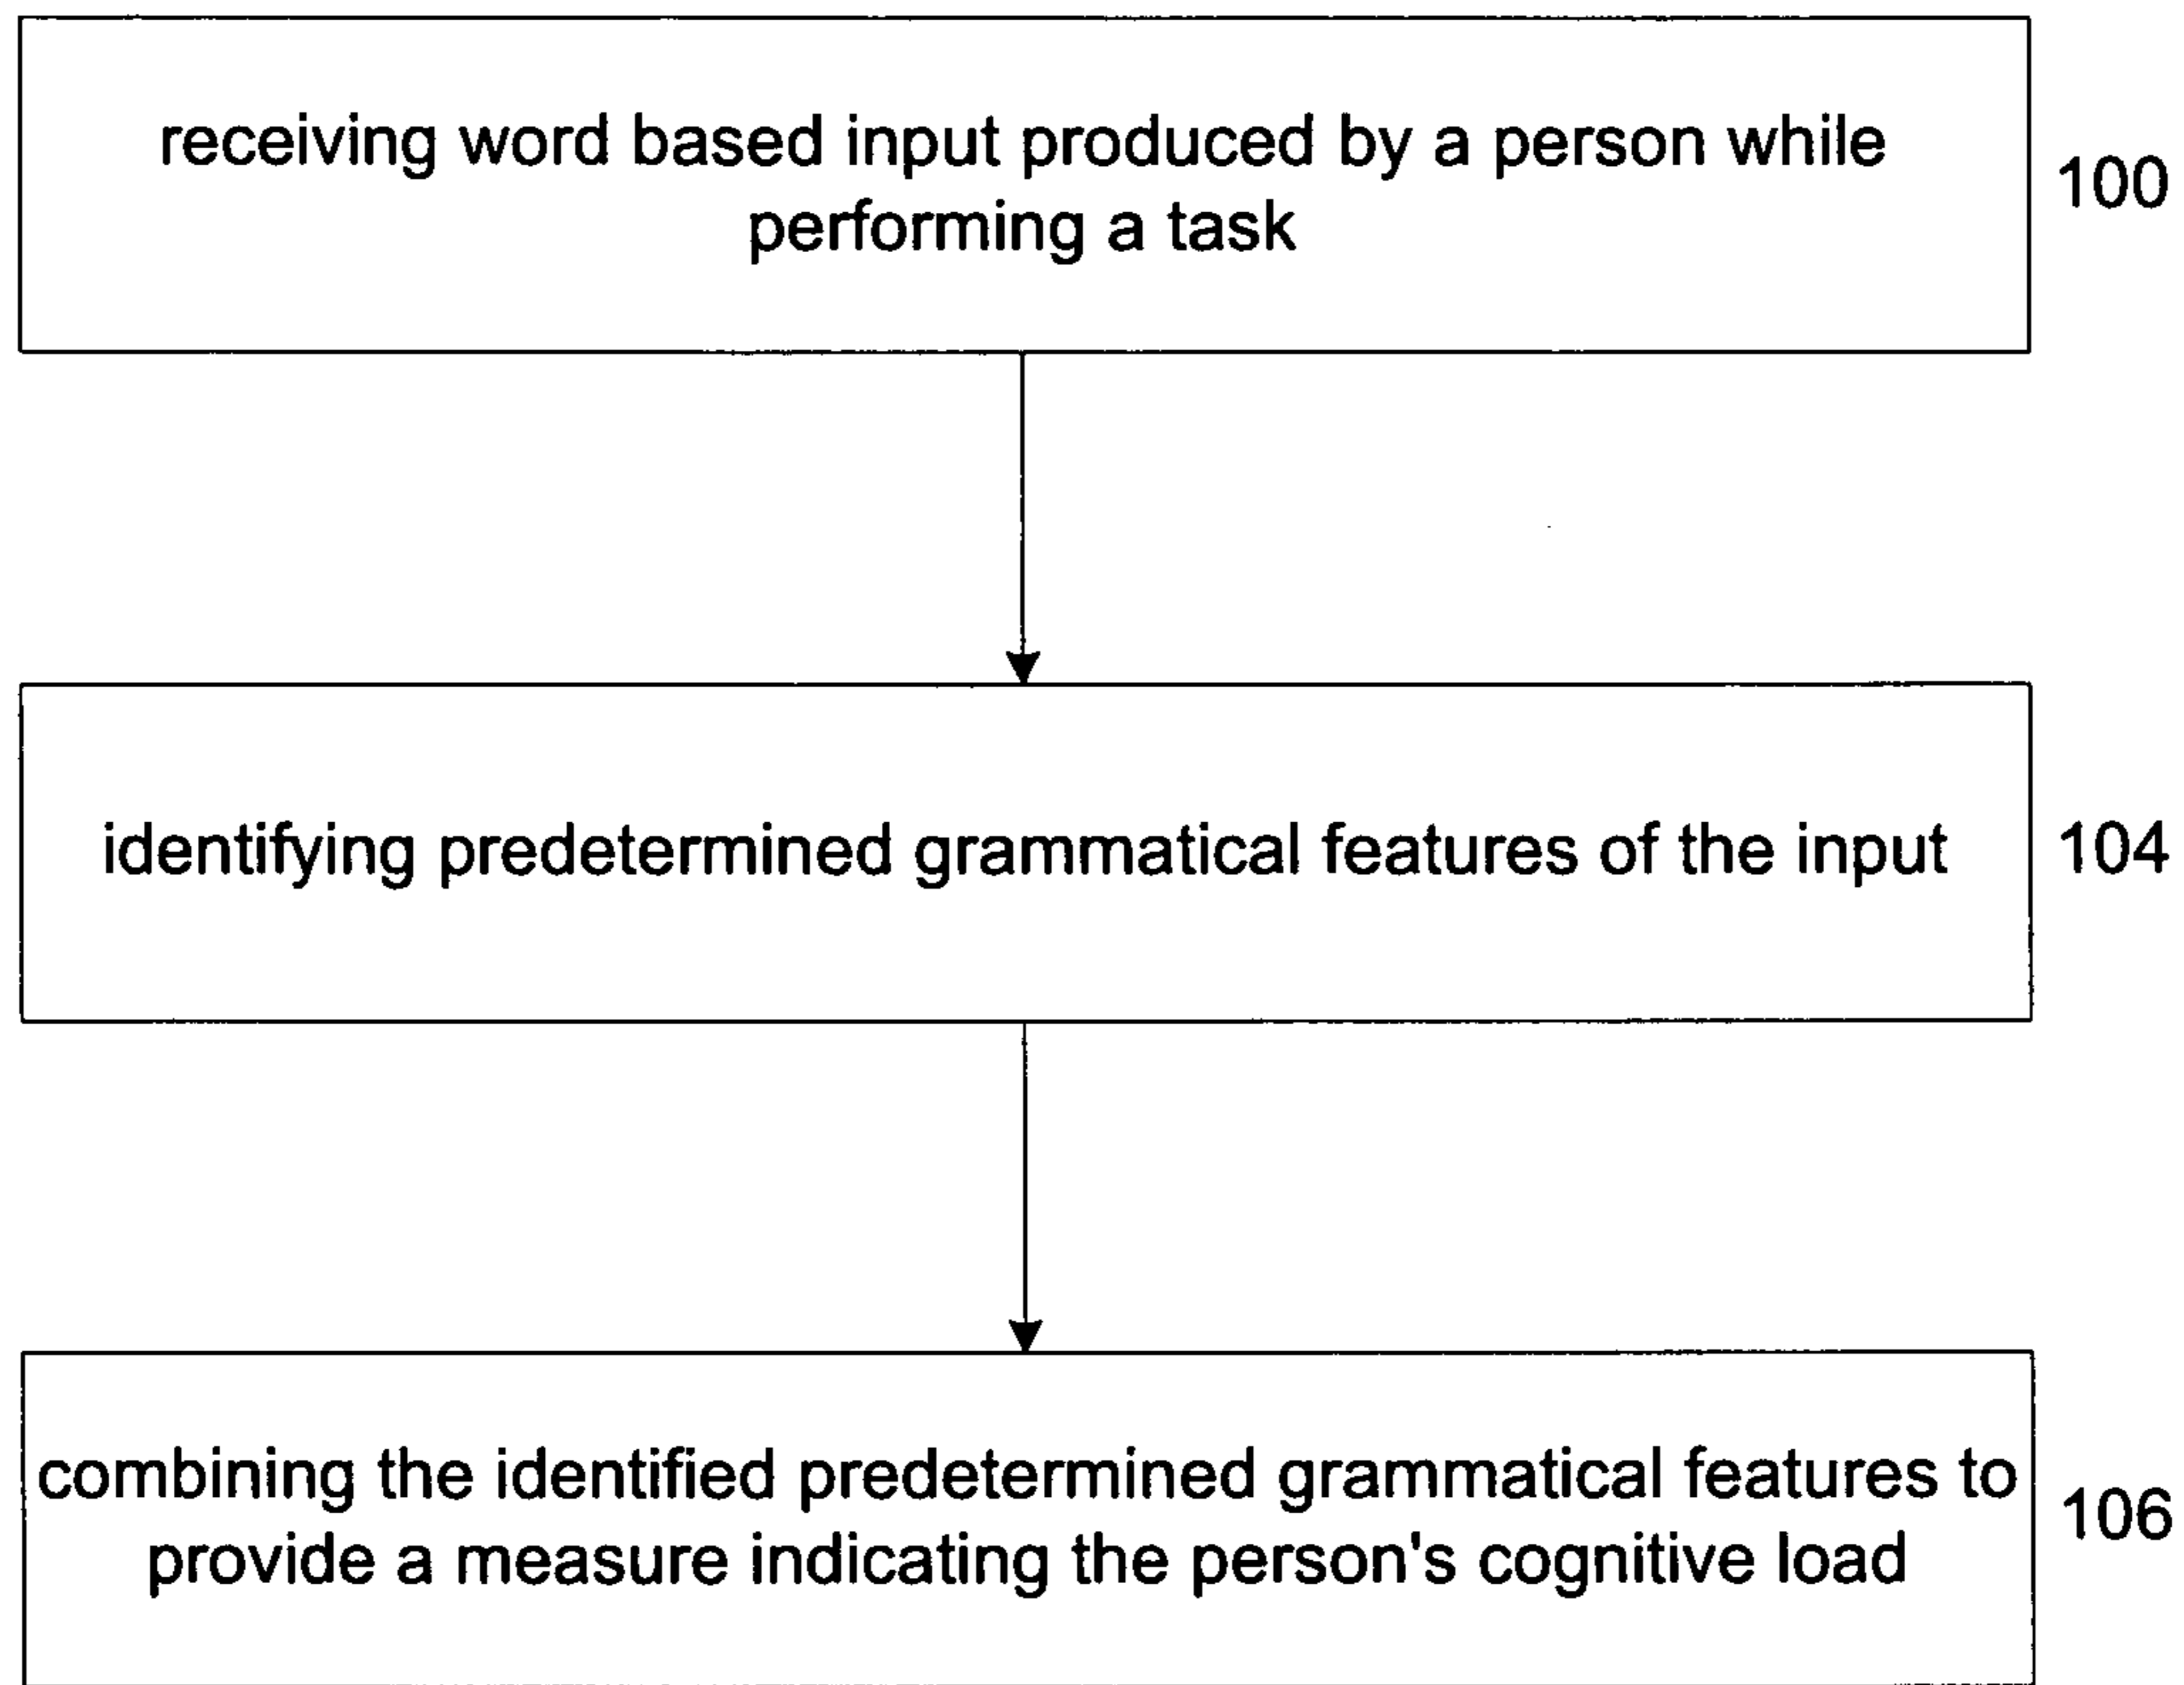 receiving word based input produced by a person while
performing a task
100
identifying predetermined grammatical features of the input
104
combining the identified predetermined grammatical features to
provide a measure indicating the person's cognitive load
106